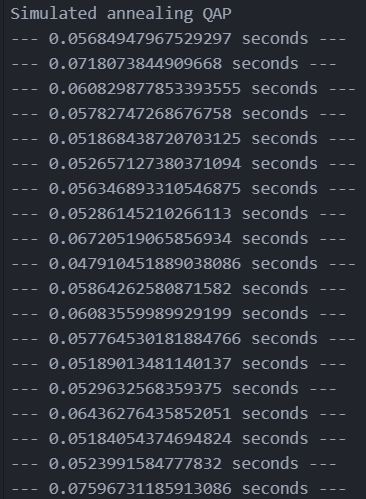 Simulated annealing QAP
--- 0.05684947967529297 seconds ---
--- 0.0718073844909668 seconds ---
--- 0.060829877853393555 seconds ---
--- 0.05782747268676758 seconds ---
--- 0.051868438720703125 seconds ---
--- 0.052657127380371094 seconds ---
--- 0.056346893310546875 seconds ---
--- 0.05286145210266113 seconds ---
--- 0.06720519065856934 seconds ---
--- 0.047910451889038086 seconds ---
--- 0.05864262580871582 seconds ---
--- 0.06083559989929199 seconds ---
--- 0.057764530181884766 seconds ---
--- 0.05189013481140137 seconds ---
--- 0.0529632568359375 seconds ---
--- 0.06436276435852051 seconds ---
--- 0.05184054374694824 seconds ---
--- 0.0523991584777832 seconds ---
--- 0.07596731185913086 seconds ---